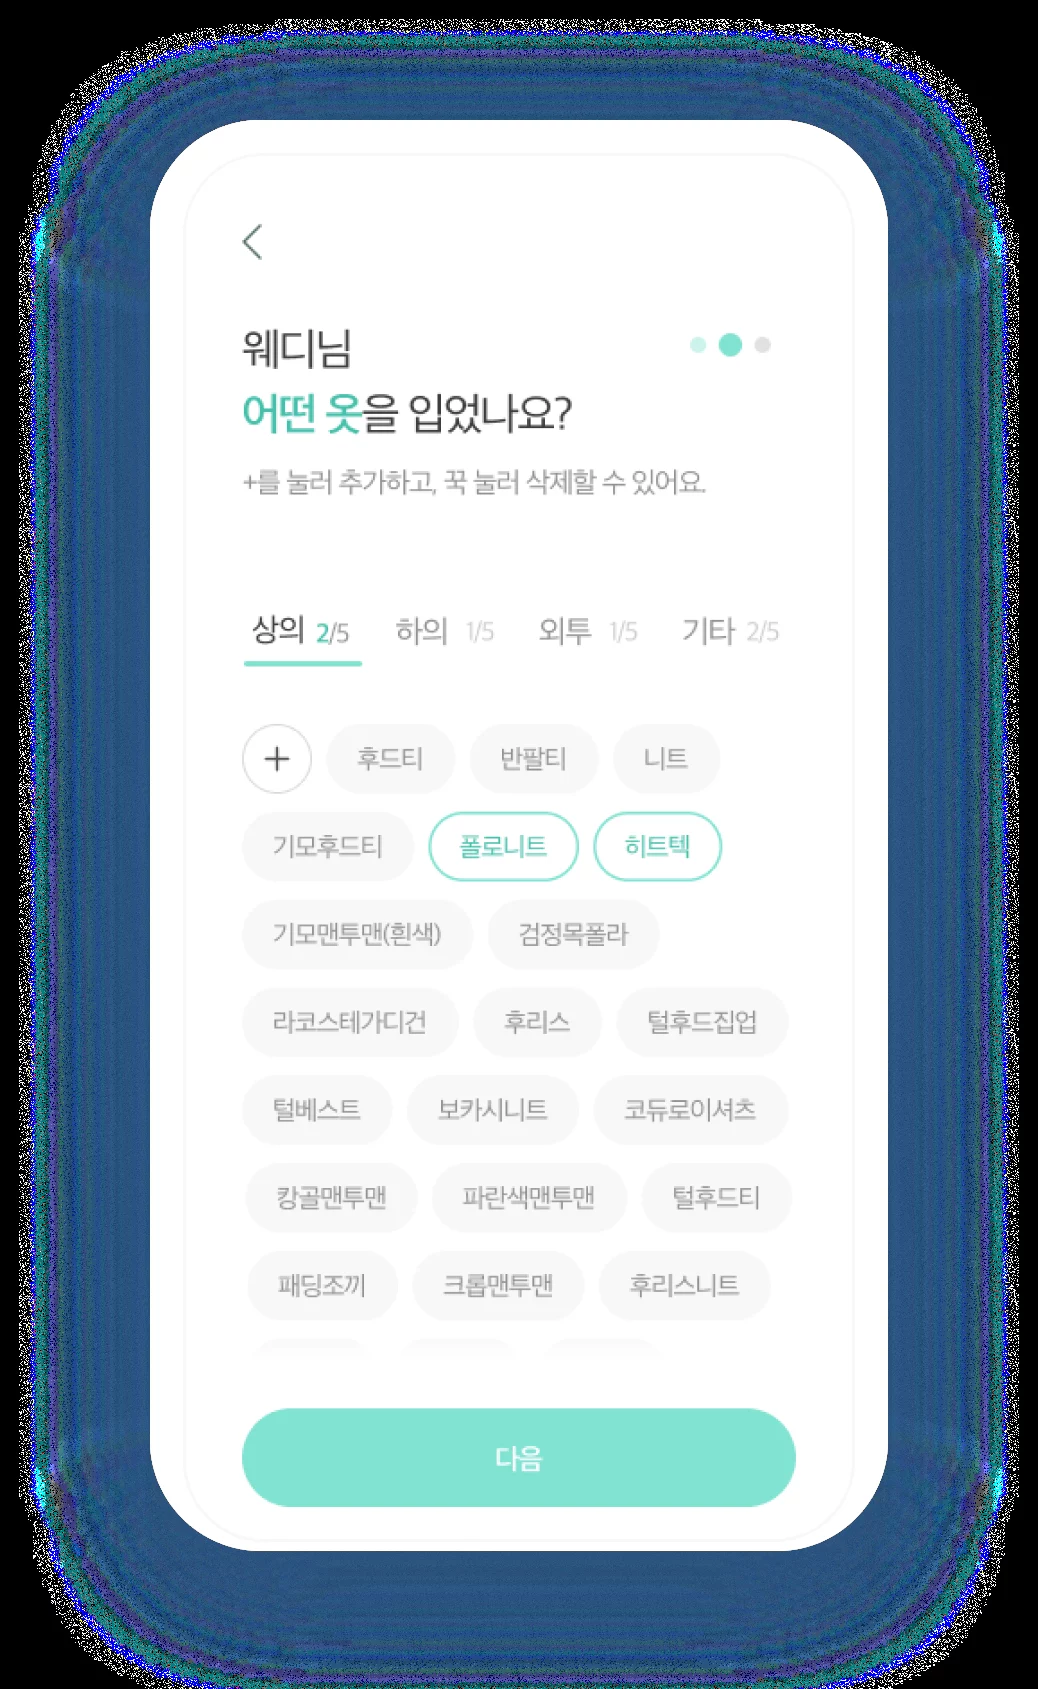 웨디님
어떤 옷을 입었나요?
+를 눌러 추가하고, 꾹 눌러 삭제할 수 있어요.
상의 2/5 하의 1/5 외투 1/5 기타 2/5
+ 후드티 반팔티 니트
기모후드티 폴로니트 히트텍
기모맨투맨(흰색) 검정목폴라
라코스테가디건 후리스 털후드집업
털베스트 보카시니트 코듀로이셔츠
캉골맨투맨 파란색맨투맨 털후드티
패딩조끼 크롭맨투맨 후리스니트
다음